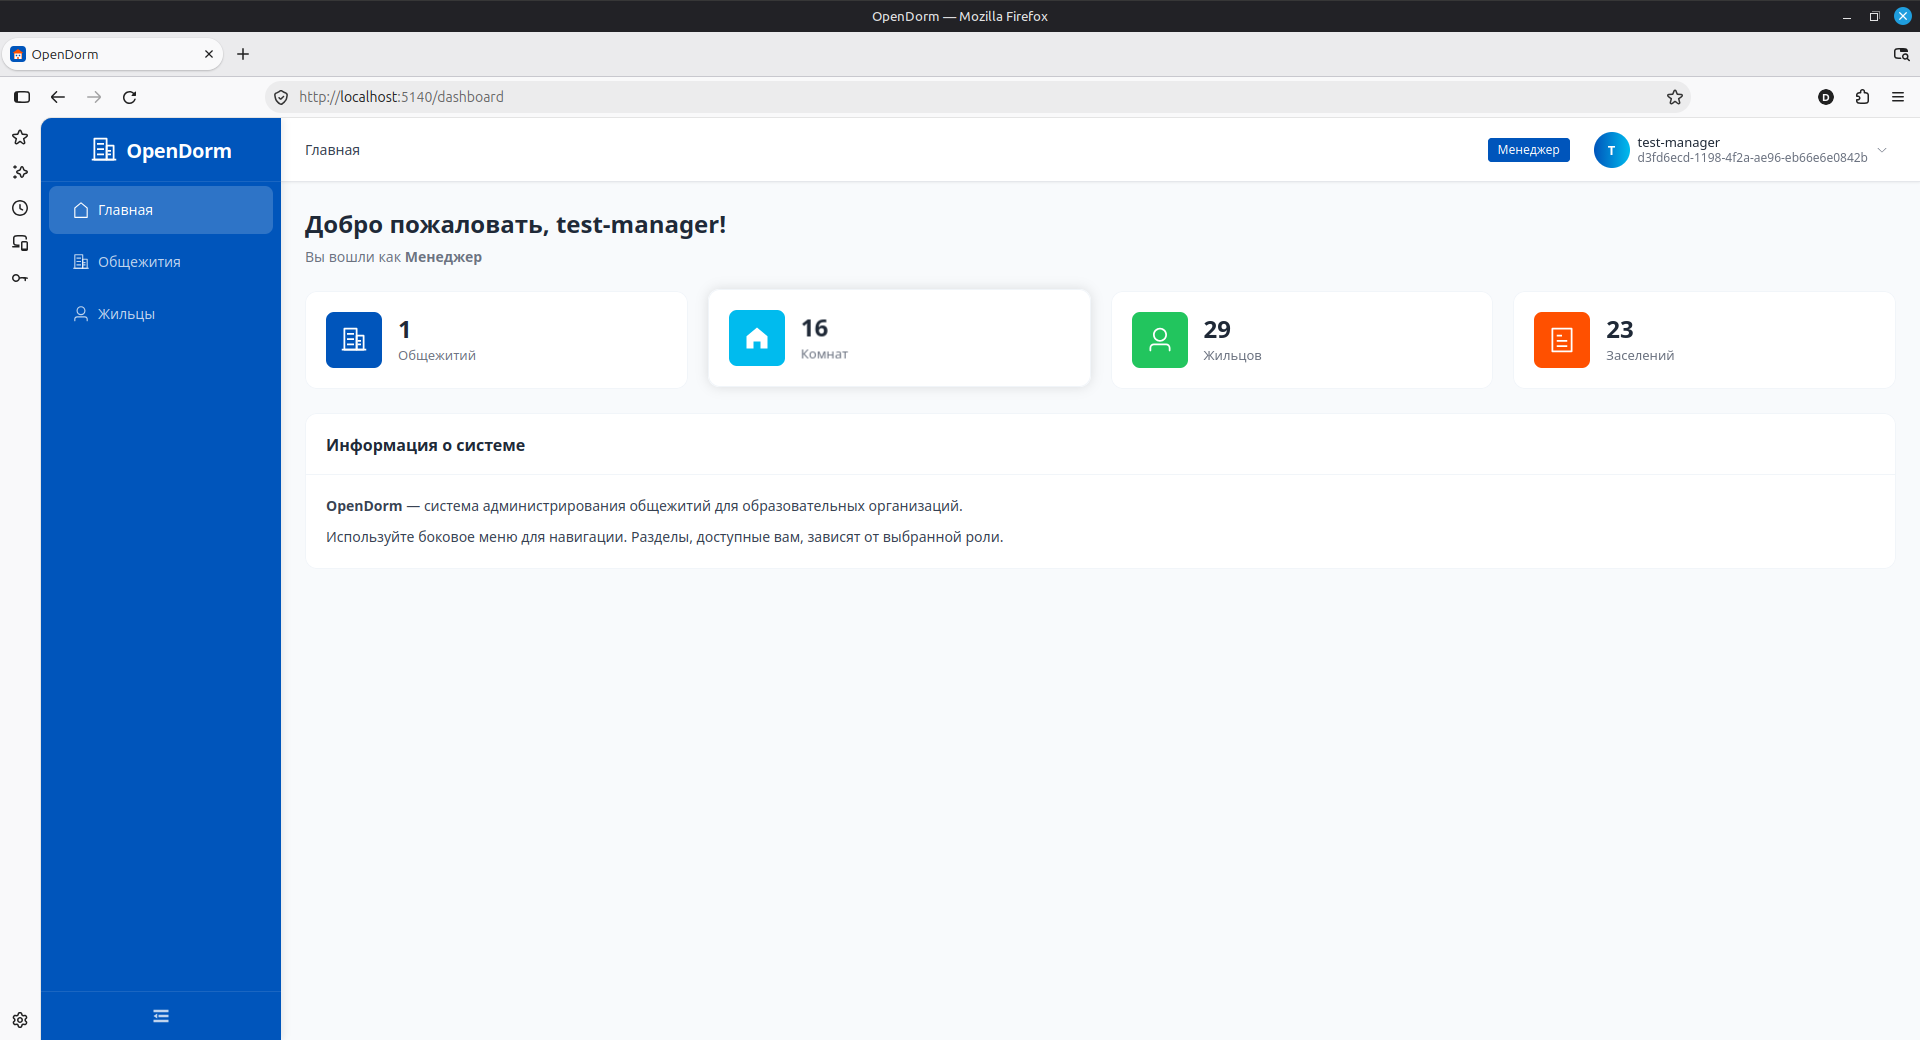 OpenDorm — Mozilla Firefox
OpenDorm
http://localhost:5140/dashboard
D
OpenDorm
Главная
Общежития
Жильцы
Главная
Менеджер
T
test-manager
d3fd6ecd-1198-4f2a-ae96-eb66e6e0842b
Добро пожаловать, test-manager!
Вы вошли как Менеджер
1
Общежитий
16
Комнат
29
Жильцов
23
Заселений
Информация о системе
OpenDorm — система администрирования общежитий для образовательных организаций.
Используйте боковое меню для навигации. Разделы, доступные вам, зависят от выбранной роли.